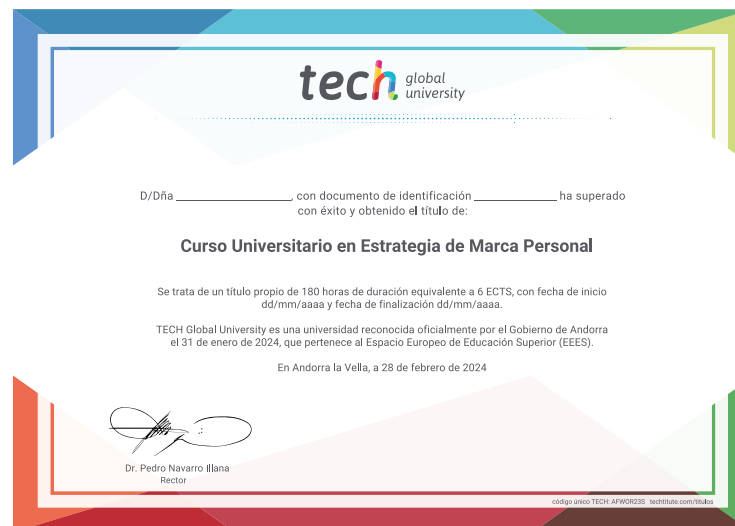 tech global university
D/Dña ____________________, con documento de identificación ______________ ha superado
con éxito y obtenido el título de:
Curso Universitario en Estrategia de Marca Personal
Se trata de un título propio de 180 horas de duración equivalente a 6 ECTS, con fecha de inicio
dd/mm/aaaa y fecha de finalización dd/mm/aaaa.
TECH Global University es una universidad reconocida oficialmente por el Gobierno de Andorra
el 31 de enero de 2024, que pertenece al Espacio Europeo de Educación Superior (EEES).
En Andorra la Vella, a 28 de febrero de 2024
Dr. Pedro Navarro Illana
Rector
código único TECH: AFWOR23S techtitute.com/titulos